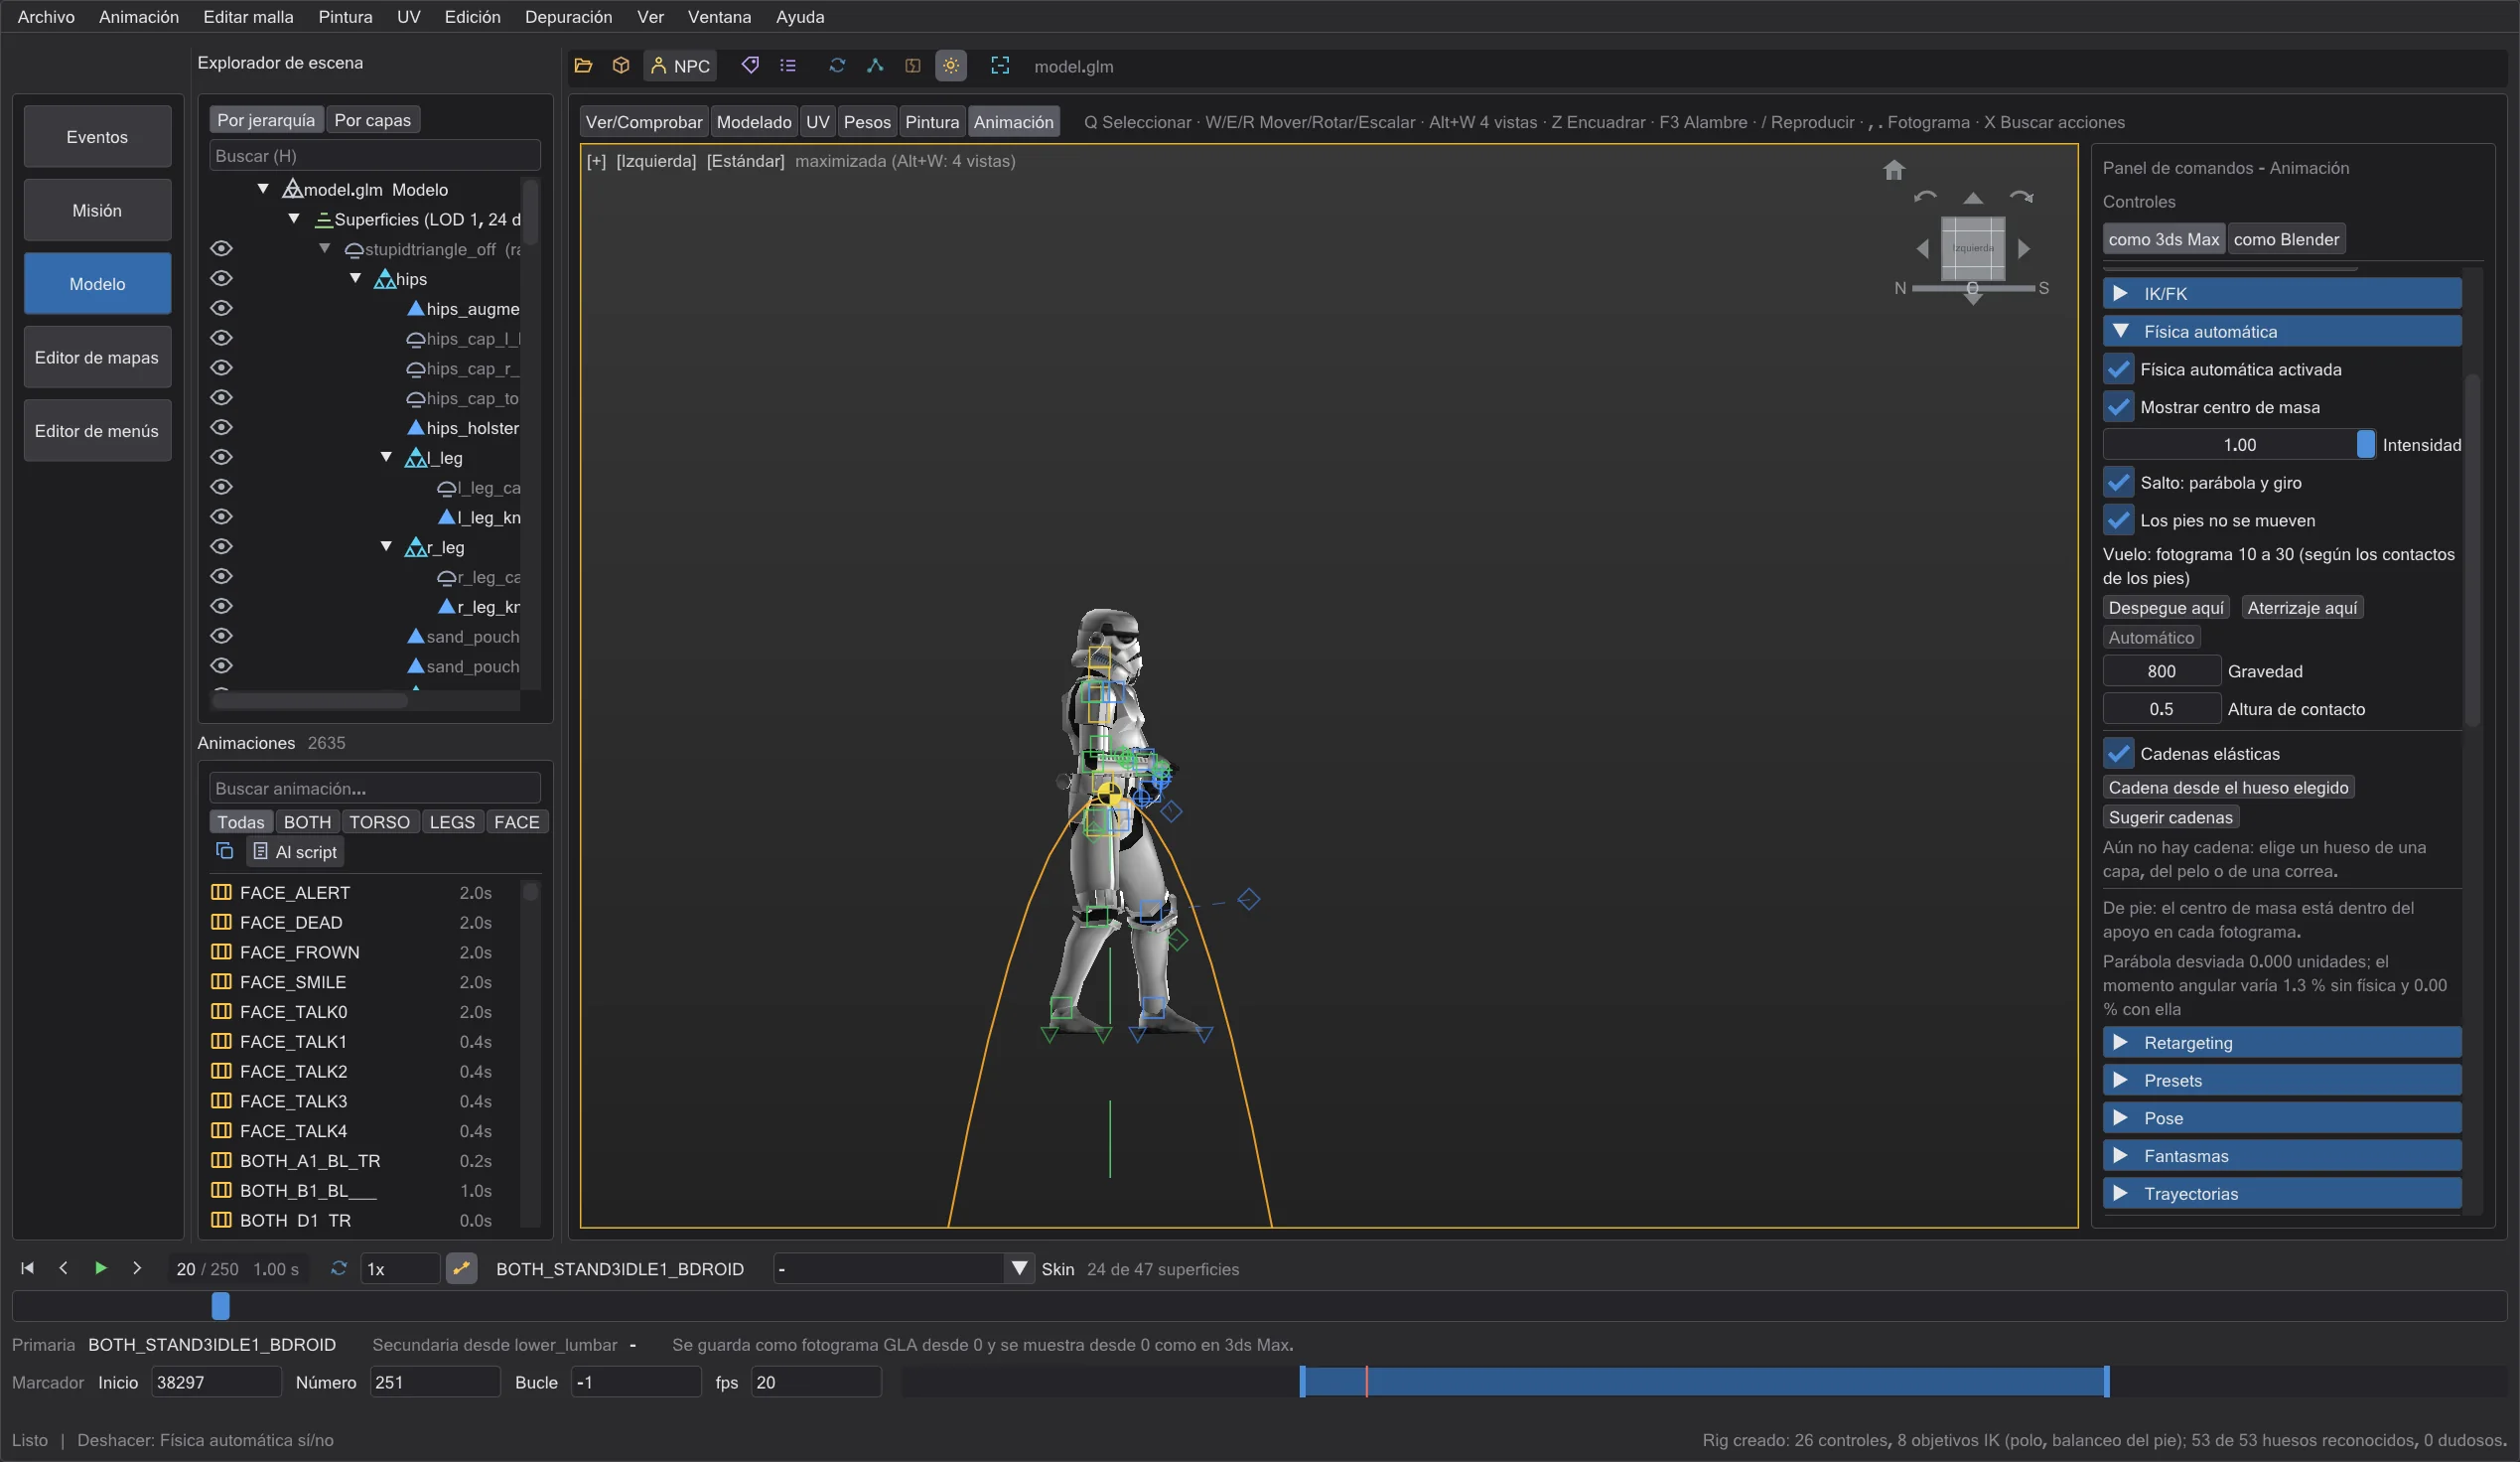 Archivo Animación Editar malla Pintura UV Edición Depuración Ver Ventana Ayuda
Explorador de escena
NPC model.glm
Eventos
Misión
Modelo
Editor de mapas
Editor de menús
Por jerarquía Por capas
Buscar (H)
model.glm Modelo
Superficies (LOD 1, 24 d
stupidtriangle_off (ra
hips
hips_augme
hips_cap_l_l
hips_cap_r_
hips_cap_to
hips_holster
l_leg
l_leg_ca
l_leg_kn
r_leg
r_leg_ca
r_leg_kn
sand_pouch
sand_pouch
Animaciones 2635
Buscar animación...
Todas BOTH TORSO LEGS FACE
Al script
FACE_ALERT 2.0s
FACE_DEAD 2.0s
FACE_FROWN 2.0s
FACE_SMILE 2.0s
FACE_TALK0 2.0s
FACE_TALK1 0.4s
FACE_TALK2 0.4s
FACE_TALK3 0.4s
FACE_TALK4 0.4s
BOTH_A1_BL_TR 0.2s
BOTH_B1_BL___ 1.0s
BOTH_D1_TR 0.0s
Ver/Comprobar Modelado UV Pesos Pintura Animación Q Seleccionar · W/E/R Mover/Rotar/Escalar · Alt+W 4 vistas · Z Encuadrar · F3 Alambre · / Reproducir · , . Fotograma · X Buscar acciones
[+] [Izquierda] [Estándar] maximizada (Alt+W: 4 vistas)
Izquierda
N O S
Panel de comandos - Animación
Controles
como 3ds Max como Blender
IK/FK
Física automática
Física automática activada
Mostrar centro de masa
1.00 Intensidad
Salto: parábola y giro
Los pies no se mueven
Vuelo: fotograma 10 a 30 (según los contactos
de los pies)
Despegue aquí Aterrizaje aquí
Automático
800 Gravedad
0.5 Altura de contacto
Cadenas elásticas
Cadena desde el hueso elegido
Sugerir cadenas
Aún no hay cadena: elige un hueso de una
capa, del pelo o de una correa.
De pie: el centro de masa está dentro del
apoyo en cada fotograma.
Parábola desviada 0.000 unidades; el
momento angular varía 1.3 % sin física y 0.00
% con ella
Retargeting
Presets
Pose
Fantasmas
Trayectorias
20 / 250 1.00 s 1x BOTH_STAND3IDLE1_BDROID - Skin 24 de 47 superficies
Primaria BOTH_STAND3IDLE1_BDROID Secundaria desde lower_lumbar - Se guarda como fotograma GLA desde 0 y se muestra desde 0 como en 3ds Max.
Marcador Inicio 38297 Número 251 Bucle -1 fps 20
Listo | Deshacer: Física automática sí/no
Rig creado: 26 controles, 8 objetivos IK (polo, balanceo del pie); 53 de 53 huesos reconocidos, 0 dudosos.